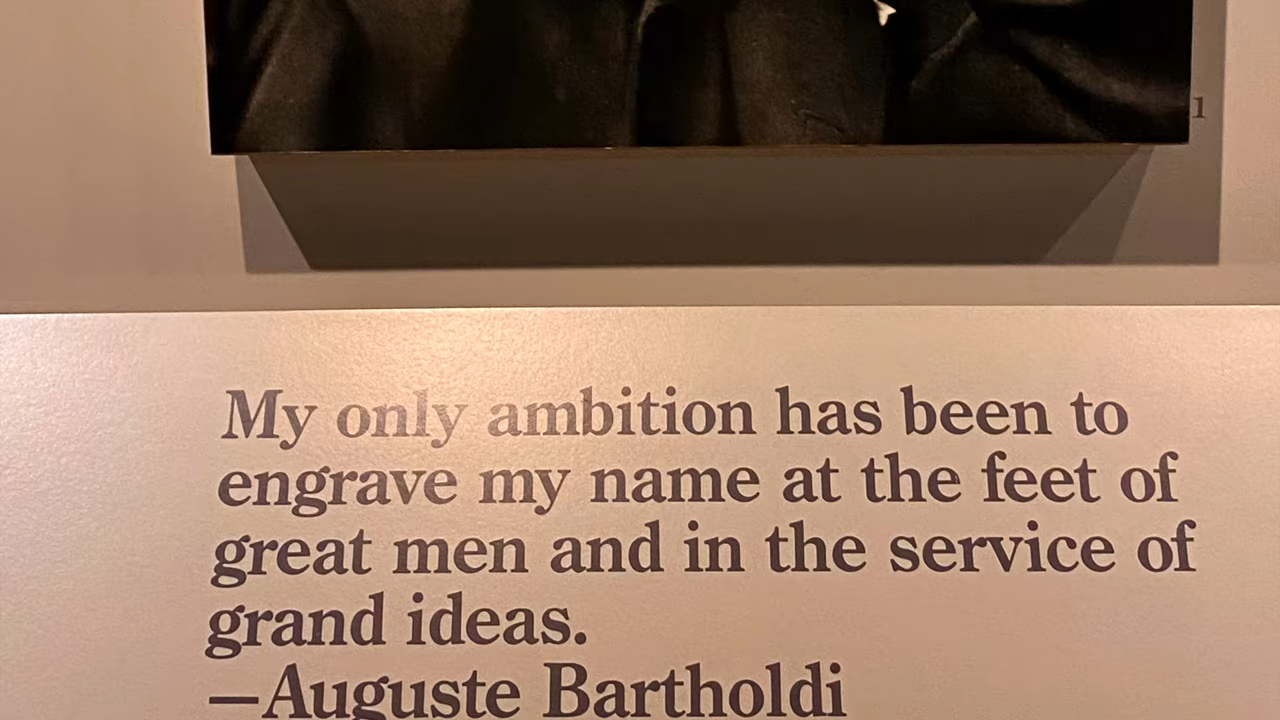 1
My only ambition has been to
engrave my name at the feet of
great men and in the service of
grand ideas.
—Auguste Bartholdi